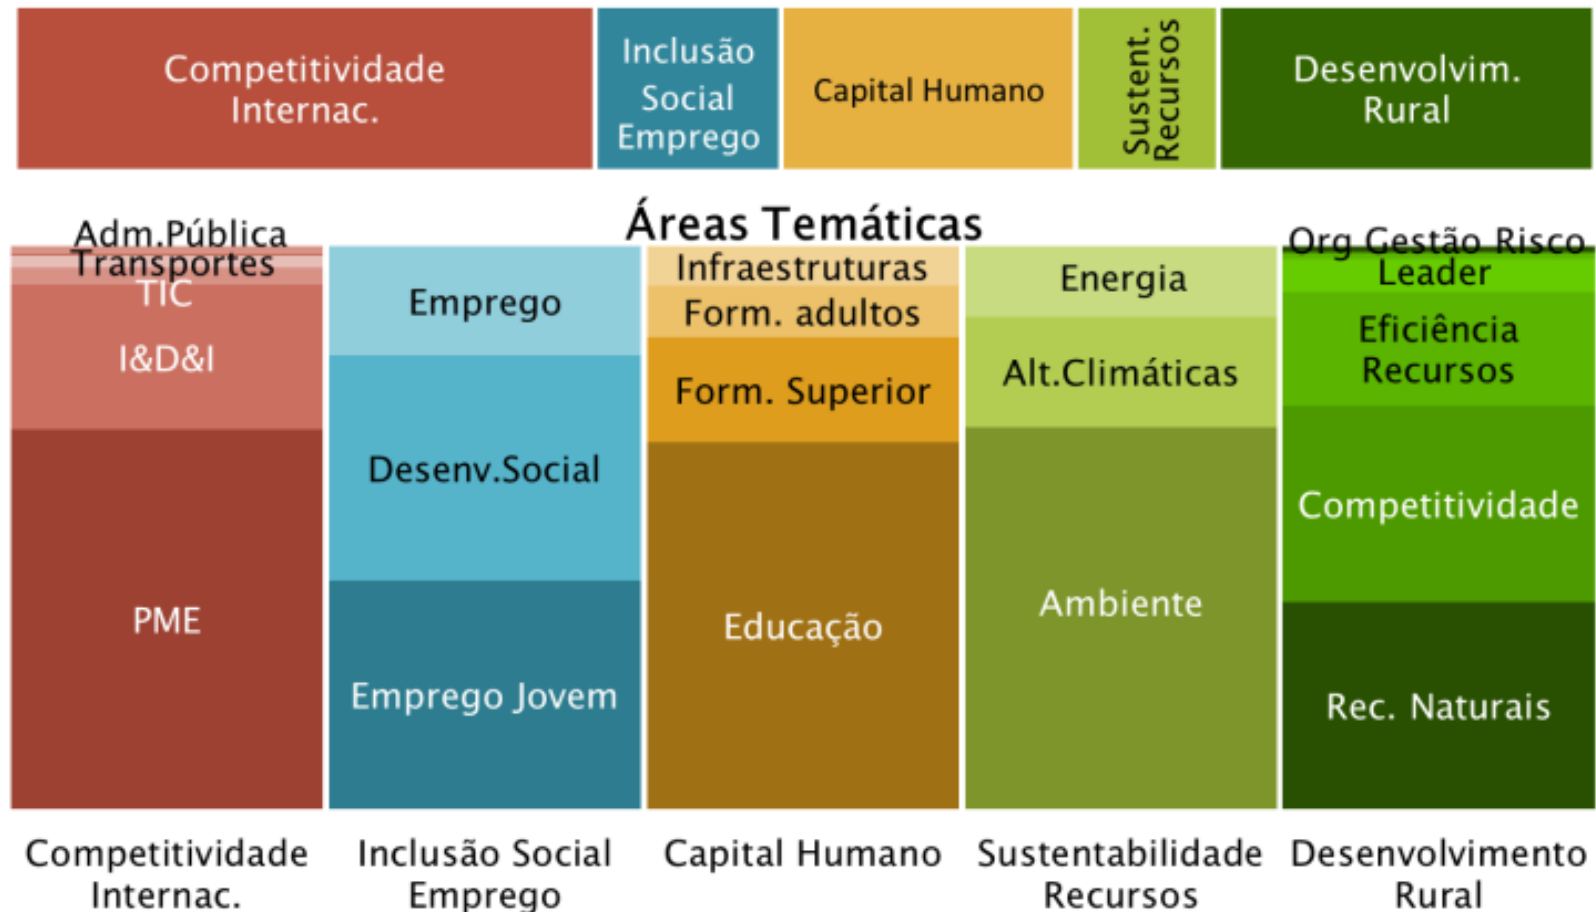 Competitividade
Internac.
Inclusão
Social
Emprego
Capital Humano
Sustent.
Recursos
Desenvolvim.
Rural
Áreas Temáticas
Adm.Pública
Transportes
TIC
I&D&I
PME
Emprego
Desenv.Social
Emprego Jovem
Infraestruturas
Form. adultos
Form. Superior
Educação
Energia
Alt.Climáticas
Ambiente
Org Gestão Risco
Leader
Eficiência
Recursos
Competitividade
Rec. Naturais
Competitividade
Internac.
Inclusão Social
Emprego
Capital Humano
Sustentabilidade
Recursos
Desenvolvimento
Rural